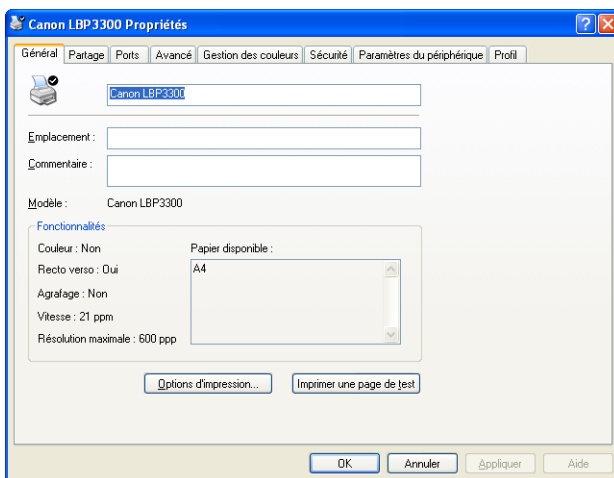 Canon LBP3300 Propriétés
Général Partage Ports Avancé Gestion des couleurs Sécurité Paramètres du périphérique Profil
Canon LBP3300
Emplacement :
Commentaire :
Modèle : Canon LBP3300
Fonctionnalités
Couleur : Non Papier disponible :
Recto verso : Oui A4
Agrafage : Non
Vitesse : 21 ppm
Résolution maximale : 600 ppp
Options d'impression... Imprimer une page de test
OK Annuler Appliquer Aide